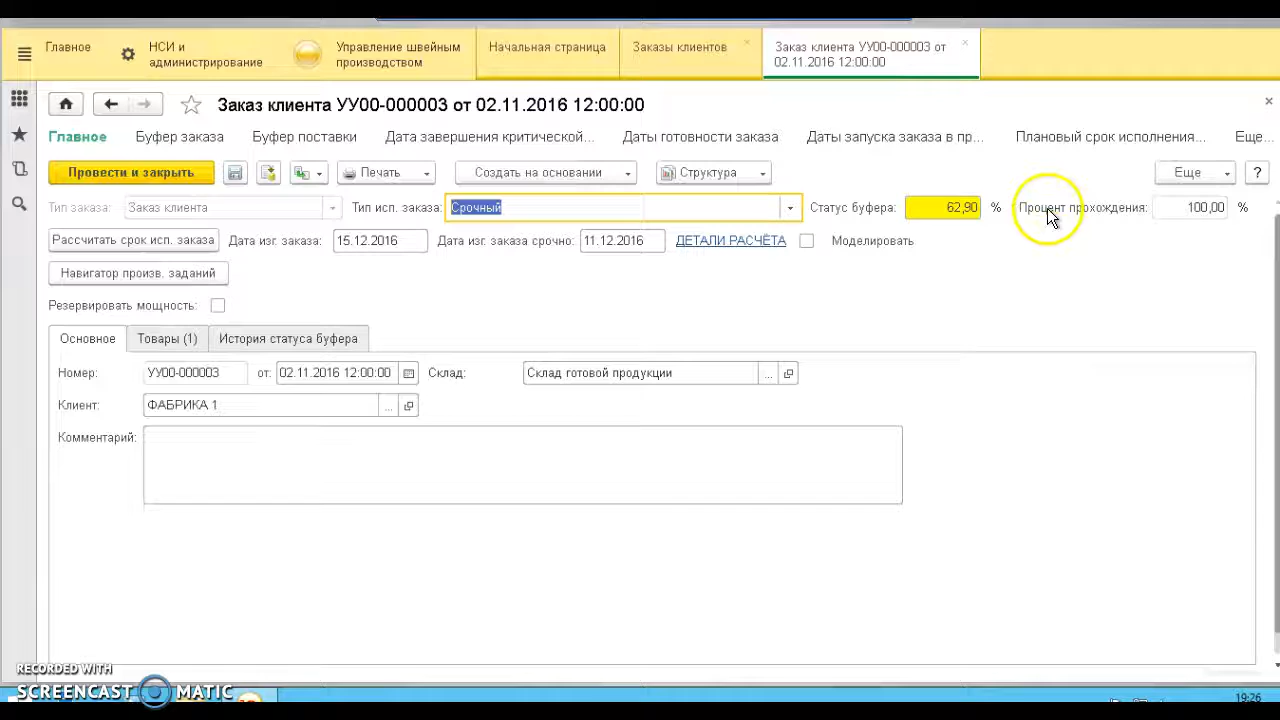 Главное
НСИ и администрирование
Управление швейным производством
Начальная страница
Заказы клиентов
Заказ клиента УУ00-000003 от 02.11.2016 12:00:00
Заказ клиента УУ00-000003 от 02.11.2016 12:00:00
Главное Буфер заказа Буфер поставки Дата завершения критической... Даты готовности заказа Даты запуска заказа в пр... Плановый срок исполнения... Еще...
Провести и закрыть Печать Создать на основании Структура Еще ?
Тип заказа: Заказ клиента Тип исп. заказа: Срочный Статус буфера: 62,90 % Процент прохождения: 100,00 %
Рассчитать срок исп. заказа Дата изг. заказа: 15.12.2016 Дата изг. заказа срочно: 11.12.2016 ДЕТАЛИ РАСЧЁТА Моделировать
Навигатор произв. заданий
Резервировать мощность:
Основное Товары (1) История статуса буфера
Номер: УУ00-000003 от: 02.11.2016 12:00:00 Склад: Склад готовой продукции ...
Клиент: ФАБРИКА 1 ...
Комментарий:
RECORDED WITH
SCREENCAST MATIC
19:26